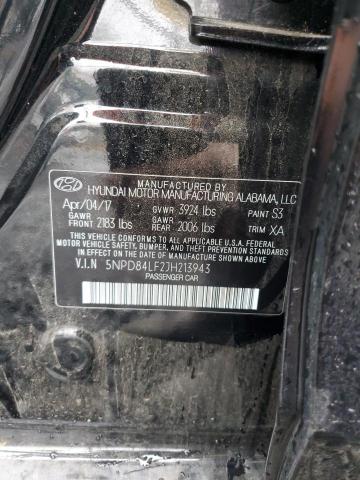 MANUFACTURED BY
HYUNDAI MOTOR MANUFACTURING ALABAMA, LLC
Apr/04/17 GVWR 3924 lbs PAINT S3
GAWR FRONT 2183 lbs GAWR REAR 2006 lbs TRIM XA
THIS VEHICLE CONFORMS TO ALL APPLICABLE U.S.A. FEDERAL
MOTOR VEHICLE SAFETY, BUMPER, AND THEFT PREVENTION STANDARDS
IN EFFECT ON THE DATE OF MANUFACTURE SHOWN ABOVE.
V.I.N 5NPD84LF2JH213943
PASSENGER CAR